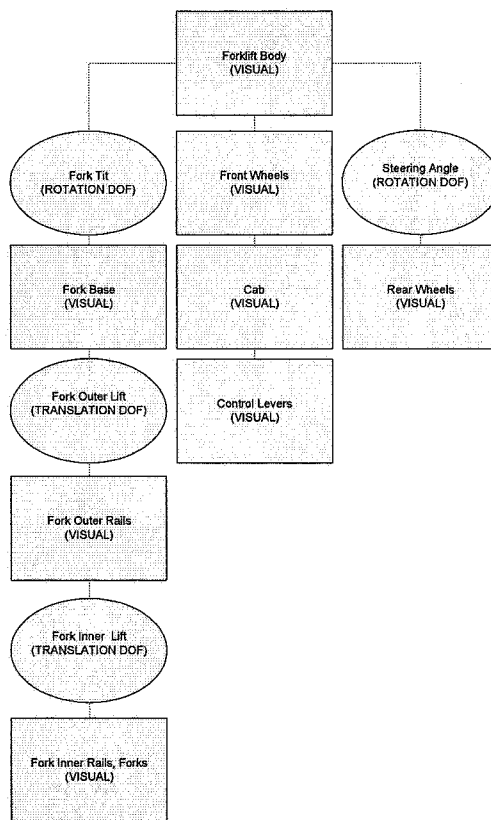 Forklift Body
(VISUAL)
Fork Tit
(ROTATION DOF)
Front Wheels
(VISUAL)
Steering Angle
(ROTATION DOF)
Fork Base
(VISUAL)
Cab
(VISUAL)
Rear Wheels
(VISUAL)
Fork Outer Lift
(TRANSLATION DOF)
Control Levers
(VISUAL)
Fork Outer Rails
(VISUAL)
Fork Inner Lift
(TRANSLATION DOF)
Fork Inner Rails, Forks
(VISUAL)